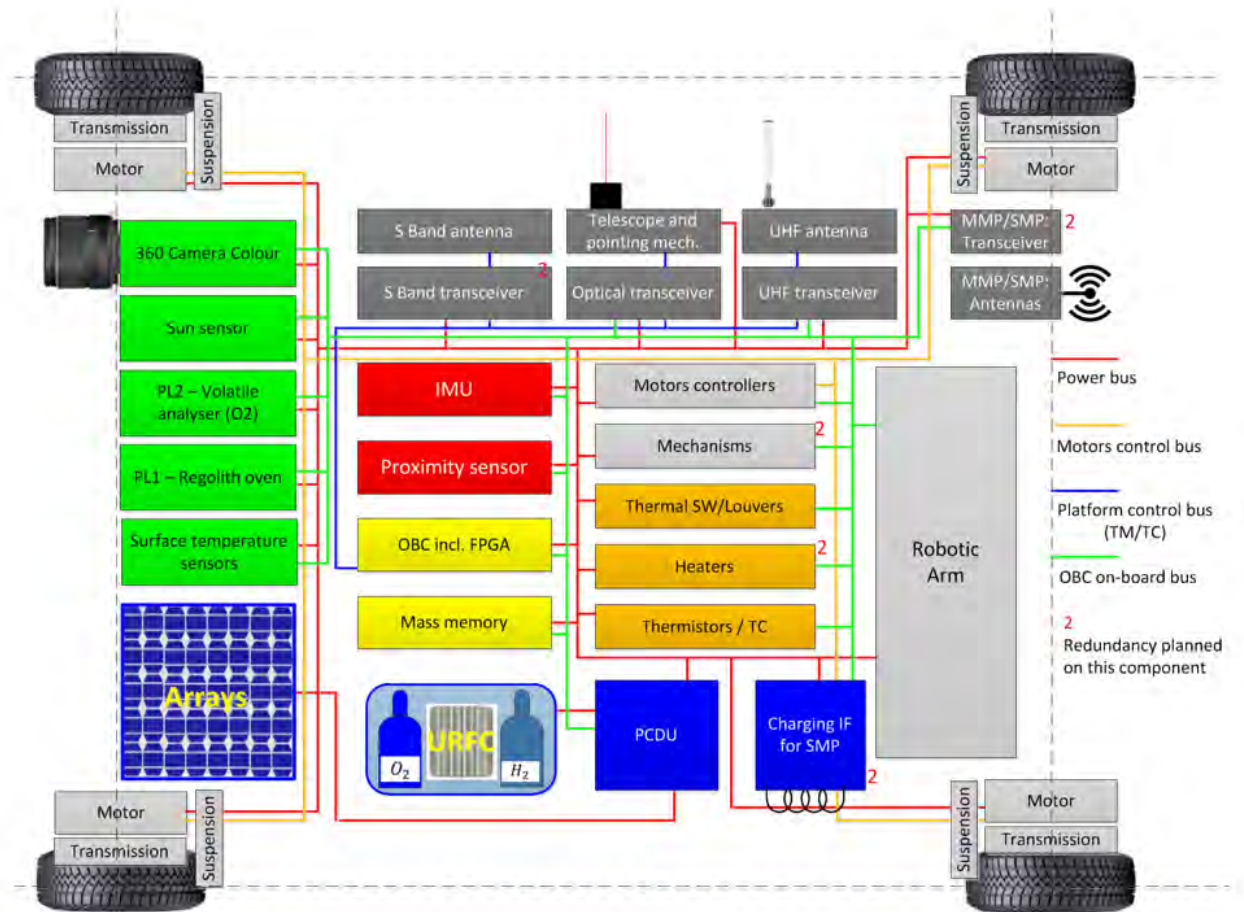 Transmission
Motor
Suspension
Suspension
Transmission
Motor
360 Camera Colour
Sun sensor
PL2 – Volatile
analyser (O2)
PL1 – Regolith oven
Surface temperature
sensors
Arrays
S Band antenna
S Band transceiver
2
Telescope and
pointing mech.
Optical transceiver
UHF antenna
UHF transceiver
MMP/SMP:
Transceiver
2
MMP/SMP:
Antennas
IMU
Proximity sensor
OBC incl. FPGA
Mass memory
Motors controllers
Mechanisms
2
Thermal SW/Louvers
Heaters
2
Thermistors / TC
Robotic
Arm
Power bus
Motors control bus
Platform control bus
(TM/TC)
OBC on-board bus
2
Redundancy planned
on this component
URFC
O₂
H₂
PCDU
Charging IF
for SMP
2
Motor
Transmission
Suspension
Suspension
Motor
Transmission